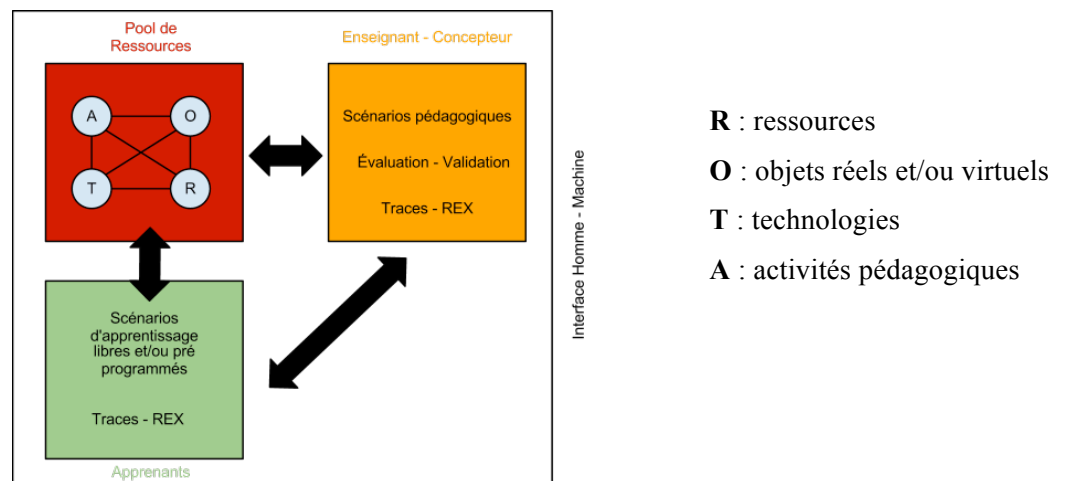 Pool de
Ressources
A
O
T
R
Enseignant - Concepteur
Scénarios pédagogiques
Évaluation - Validation
Traces - REX
Scénarios
d'apprentissage
libres et/ou pré
programmés
Traces - REX
Apprenants
Interface Homme - Machine
R : ressources
O : objets réels et/ou virtuels
T : technologies
A : activités pédagogiques